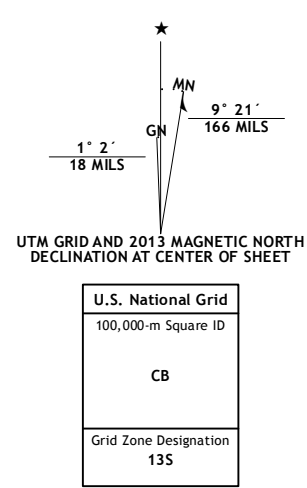 ★
MN
9° 21´
166 MILS
GN
1° 2´
18 MILS
UTM GRID AND 2013 MAGNETIC NORTH
DECLINATION AT CENTER OF SHEET
U.S. National Grid
100,000-m Square ID
CB
Grid Zone Designation
13S